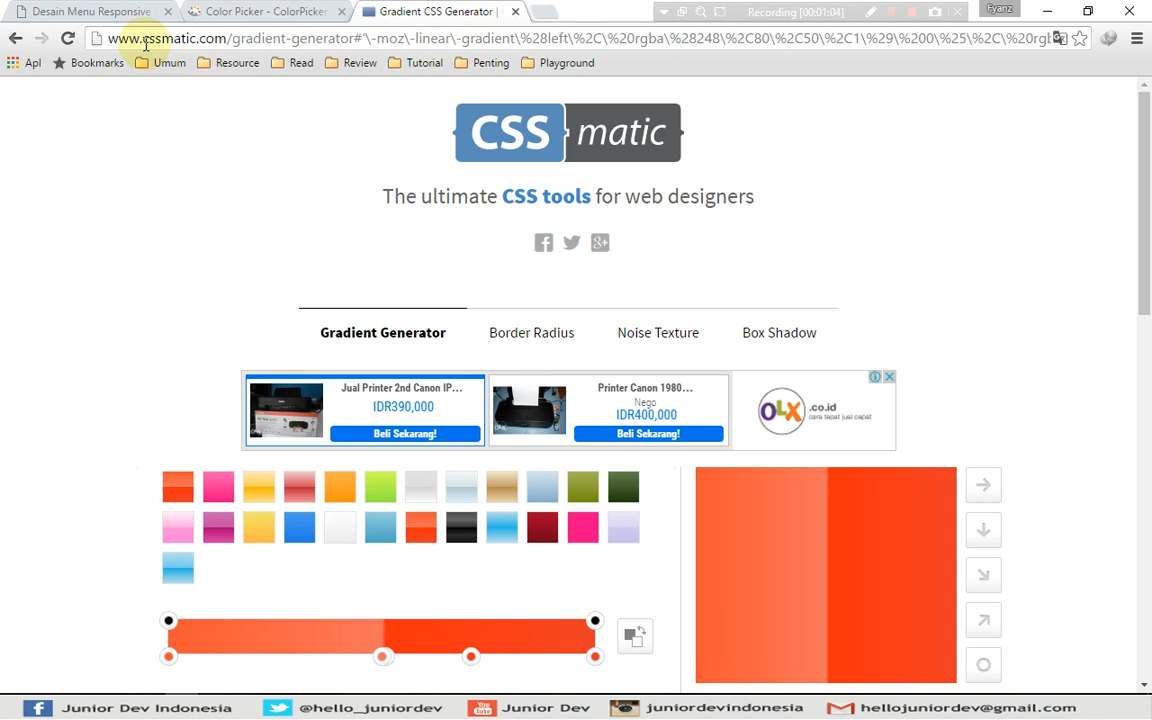 Desain Menu Responsive
Color Picker - ColorPicker
Gradient CSS Generator |
Recording [00:01:04]
Fyanz
www.cssmatic.com/gradient-generator#'\-moz\-linear\-gradient\%28left\%2C\%20rgba\%28248\%2C80\%2C50\%2C1\%29\%200\%25\%2C\%20rgb
Apl
Bookmarks
Umum
Resource
Read
Review
Tutorial
Penting
Playground
CSS matic
The ultimate CSS tools for web designers
Gradient Generator
Border Radius
Noise Texture
Box Shadow
Jual Printer 2nd Canon IP...
IDR390,000
Beli Sekarang!
Printer Canon 1980...
Nego
IDR400,000
Beli Sekarang!
OLX .co.id
cara tepat jual cepat
Junior Dev Indonesia
@hello_juniordev
You Tube Junior Dev
juniordevindonesia
hellojuniordev@gmail.com